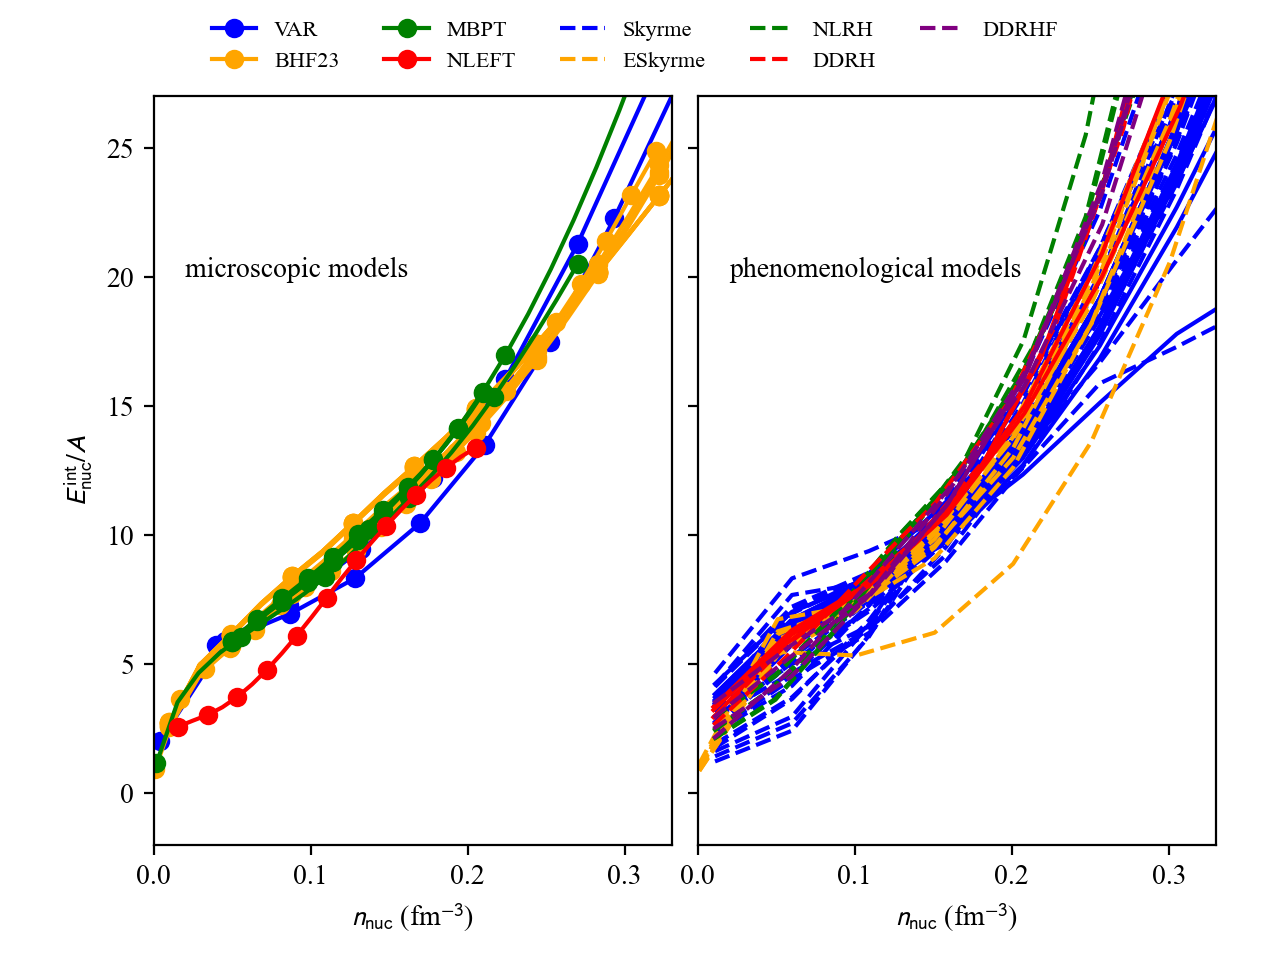 VAR MBPT Skyrme NLRH DDRHF
BHF23 NLEFT ESkyrme DDRH
25
20
15
10
5
0
microscopic models
phenomenological models
E_nuc^int/A
0.0 0.1 0.2 0.3 0.0 0.1 0.2 0.3
n_nuc (fm⁻³) n_nuc (fm⁻³)